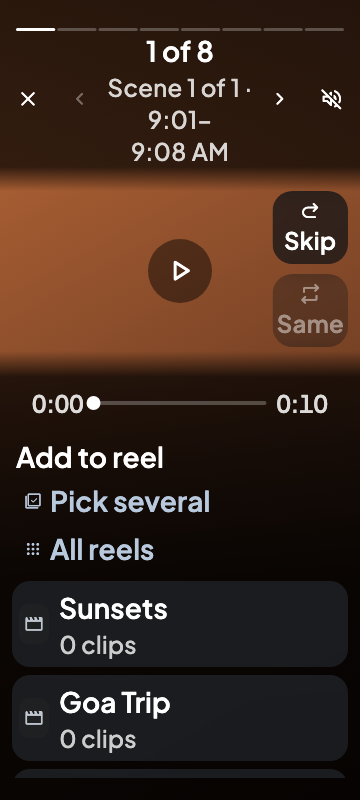 1 of 8
Scene 1 of 1 ·
9:01–
9:08 AM
Skip
Same
0:00
0:10
Add to reel
Pick several
All reels
Sunsets
0 clips
Goa Trip
0 clips